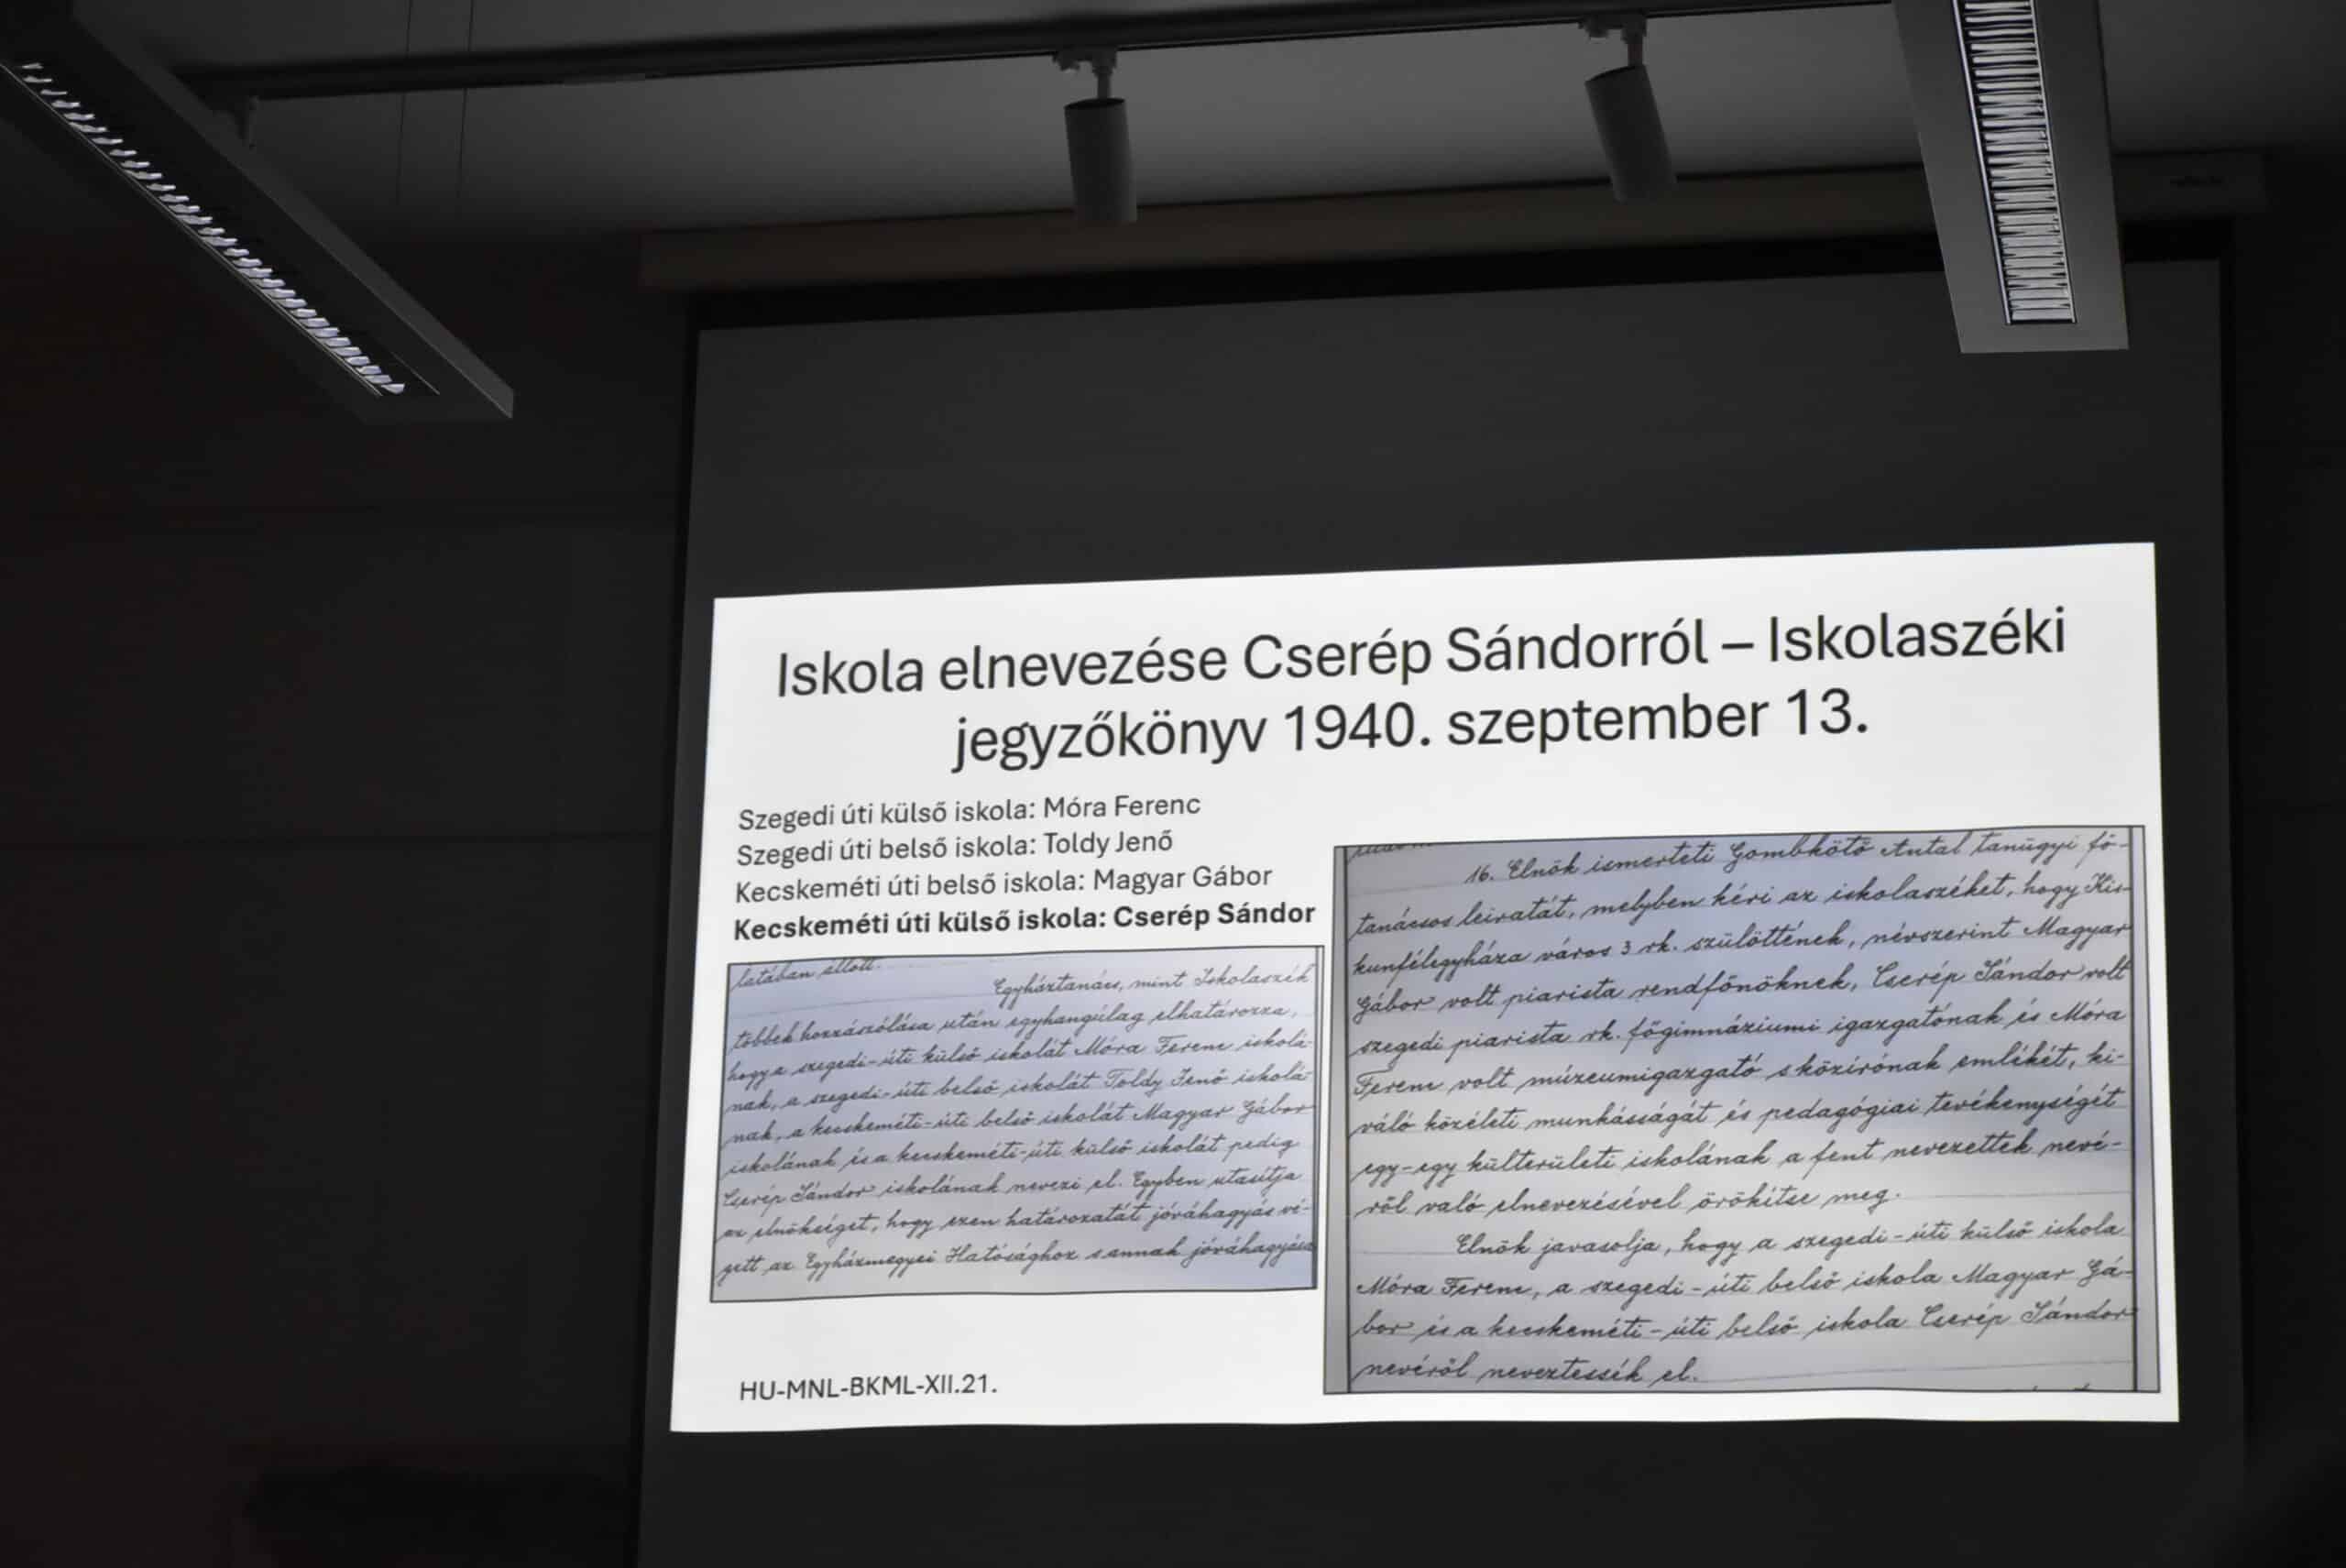 Iskola elnevezése Cserép Sándorról – Iskolaszéki
jegyzőkönyv 1940. szeptember 13.
Szegedi úti külső iskola: Móra Ferenc
Szegedi úti belső iskola: Toldy Jenő
Kecskeméti úti belső iskola: Magyar Gábor
Kecskeméti úti külső iskola: Cserép Sándor
latában állott.
Egyháztanács, mint Iskolaszék
többek hozzászólása után egyhangúlag elhatározza,
hogy a szegedi-úti külső iskolát Móra Ferenc iskolá-
nak, a szegedi-úti belső iskolát Toldy Jenő iskolá-
nak, a kecskeméti-úti belső iskolát Magyar Gábor
iskolának és a kecskeméti-úti külső iskolát pedig
Cserép Sándor iskolának nevezi el. Egyben utasítja
az elnökséget, hogy ezen határozatát jóváhagyás vé-
gett az Egyházmegyei Hatósághoz s annak jóváhagyása
HU-MNL-BKML-XII.21.
16. Elnök ismerteti Gombkötő Antal tanügyi fő-
tanácsos leiratát, melyben kéri az iskolaszéket, hogy Kis-
kunfélegyháza város 3 rk. szülöttének, névszerint Magyar
Gábor volt piarista rendfőnöknek, Cserép Sándor volt
szegedi piarista rk. főgimnáziumi igazgatónak és Móra
Ferenc volt múzeumigazgató s közírónak emlékét, ki-
váló közéleti munkásságát és pedagógiai tevékenységét
egy-egy külterületi iskolának a fent nevezettek nevé-
ről való elnevezésével örökítse meg.
Elnök javasolja, hogy a szegedi-úti külső iskola
Móra Ferenc, a szegedi-úti belső iskola Magyar Gá-
bor és a kecskeméti-úti belső iskola Cserép Sándor
nevéről neveztessék el.